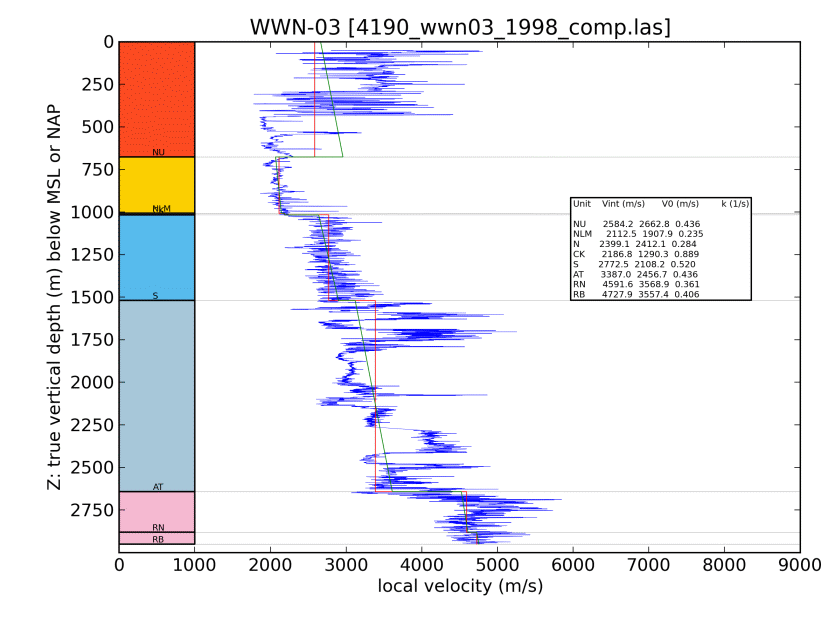 WWN-03 [4190_wwn03_1998_comp.las]
Z: true vertical depth (m) below MSL or NAP
0
250
500
750
1000
1250
1500
1750
2000
2250
2500
2750
NU
NLM
S
AT
RN
RB
Unit Vint (m/s) V0 (m/s) k (1/s)
NU 2584.2 2662.8 0.436
NLM 2112.5 1907.9 0.235
N 2399.1 2412.1 0.284
CK 2186.8 1290.3 0.889
S 2772.5 2108.2 0.520
AT 3387.0 2456.7 0.436
RN 4591.6 3568.9 0.361
RB 4727.9 3557.4 0.406
0 1000 2000 3000 4000 5000 6000 7000 8000 9000
local velocity (m/s)